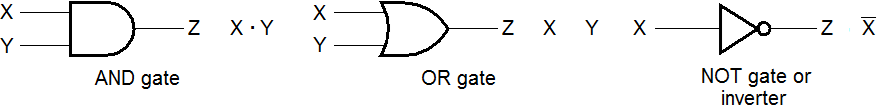 X
Y
Z X · Y
AND gate
X
Y
Z X Y
OR gate
X Z X̅
NOT gate or
inverter